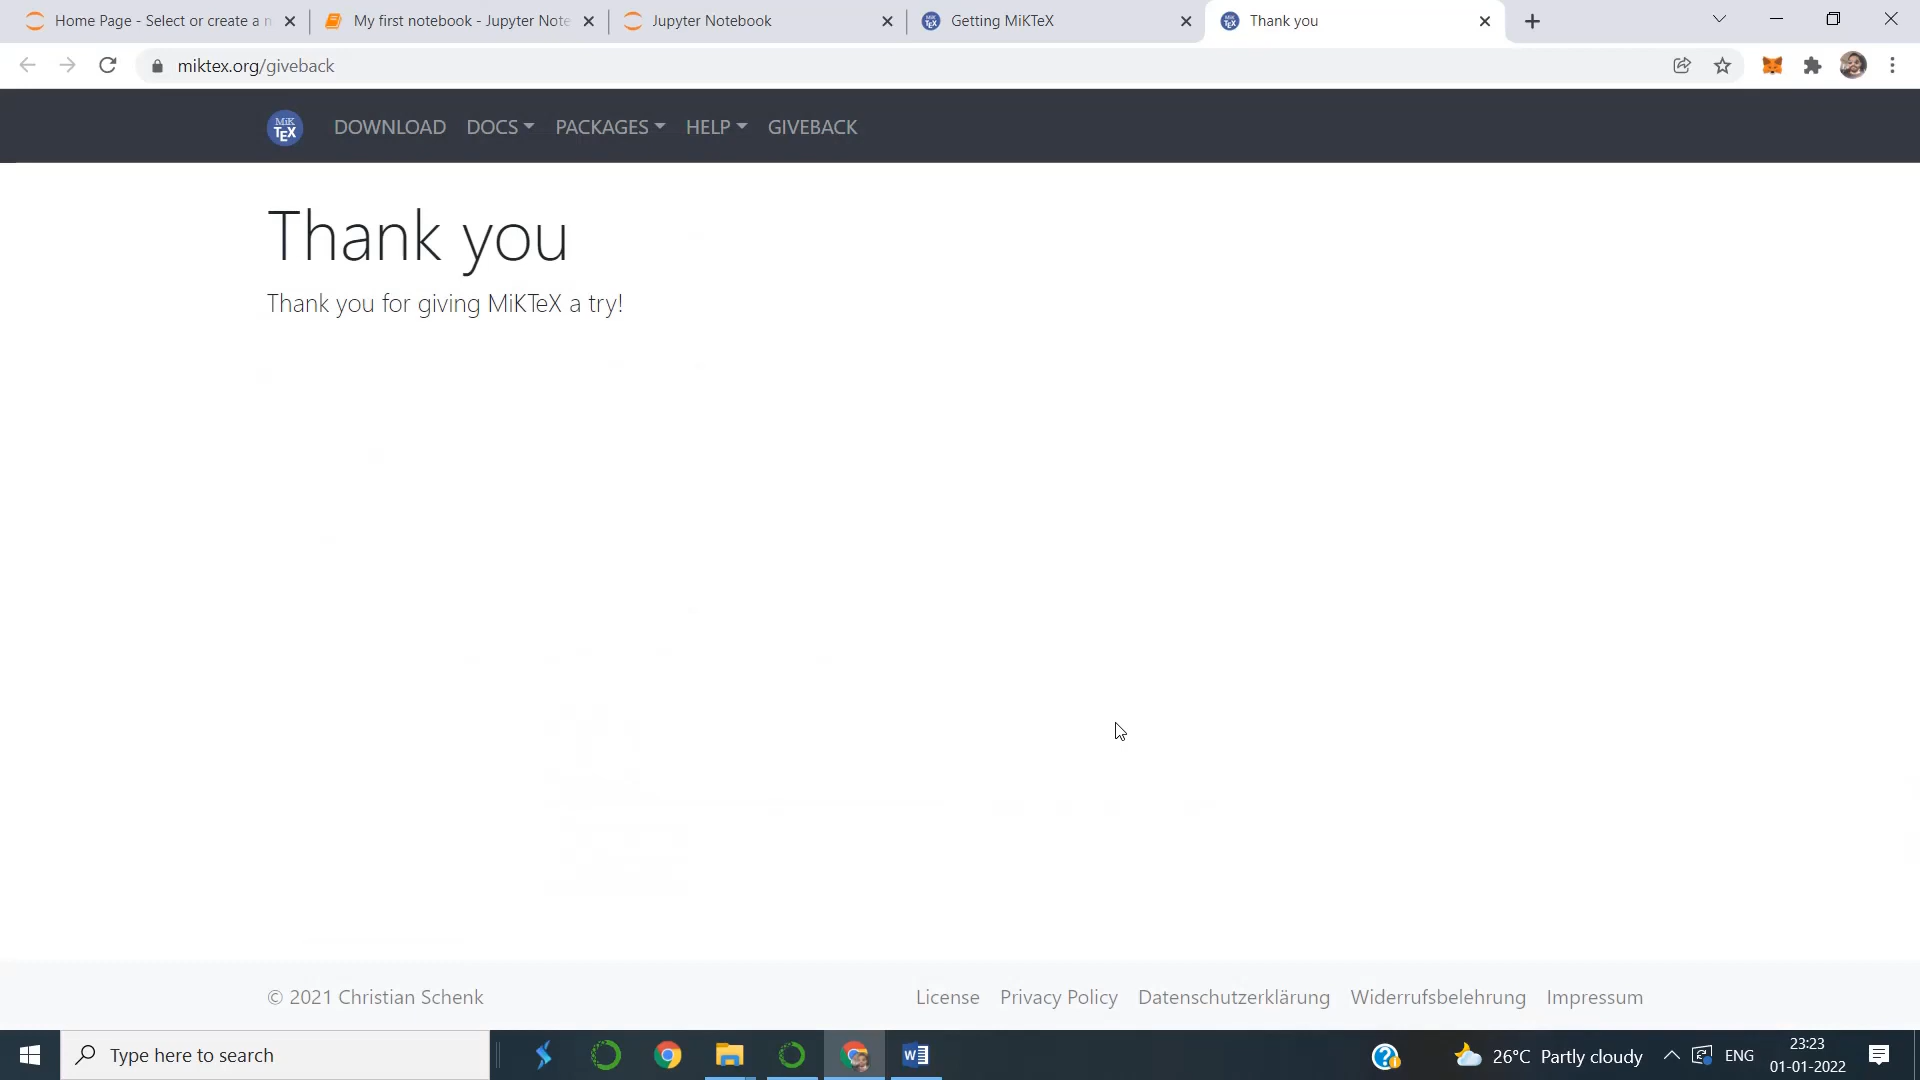 Home Page - Select or create a n
My first notebook - Jupyter Note
Jupyter Notebook
Getting MiKTeX
Thank you
miktex.org/giveback
MiK
TEX
DOWNLOAD
DOCS
PACKAGES
HELP
GIVEBACK
Thank you
Thank you for giving MiKTeX a try!
© 2021 Christian Schenk
License
Privacy Policy
Datenschutzerklärung
Widerrufsbelehrung
Impressum
Type here to search
26°C Partly cloudy
ENG
23:23
01-01-2022